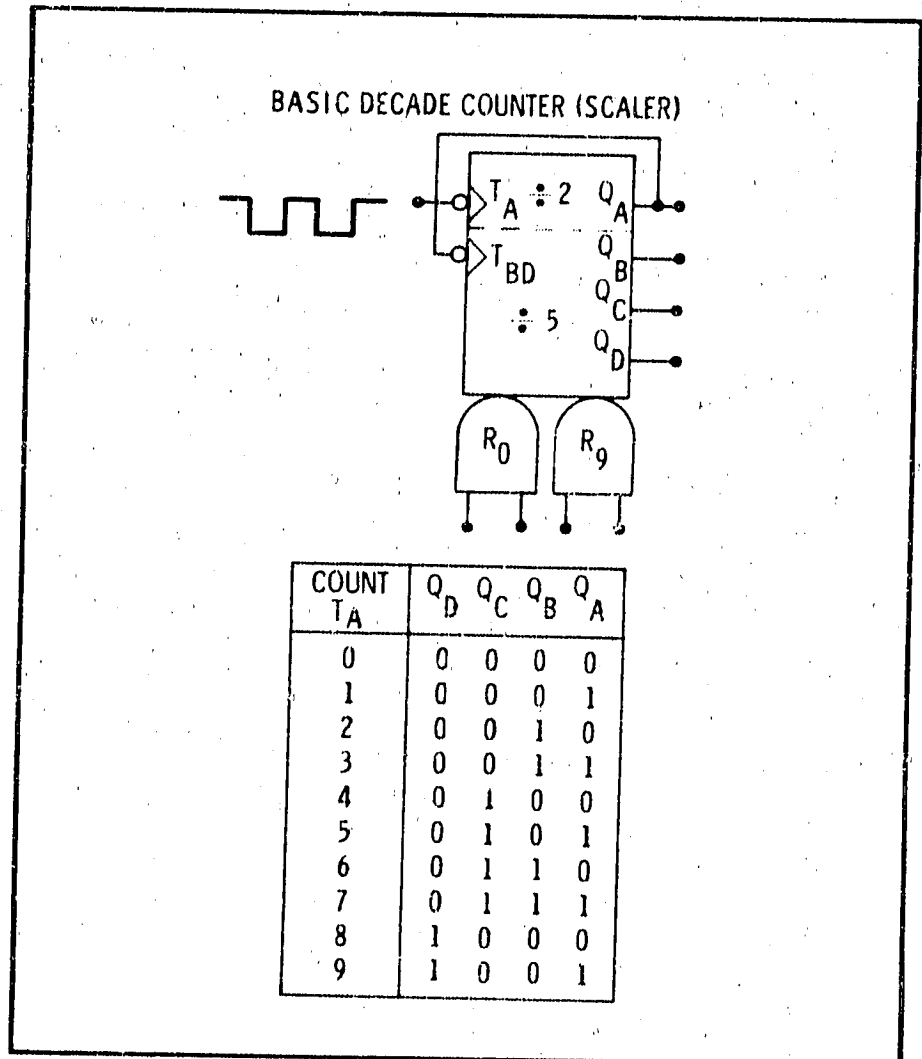 BASIC DECADE COUNTER (SCALER)
T_A ÷ 2 Q_A
T_BD Q_B
÷ 5 Q_C
Q_D
R_0 R_9
COUNT T_A Q_D Q_C Q_B Q_A
0 0 0 0 0
1 0 0 0 1
2 0 0 1 0
3 0 0 1 1
4 0 1 0 0
5 0 1 0 1
6 0 1 1 0
7 0 1 1 1
8 1 0 0 0
9 1 0 0 1